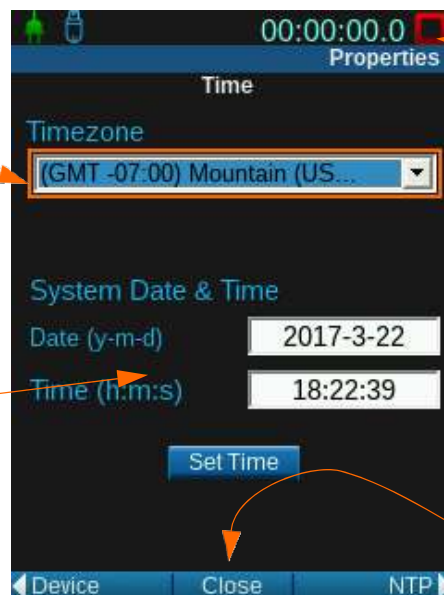 00:00:00.0
Properties
Time
Timezone
(GMT -07:00) Mountain (US...
System Date & Time
Date (y-m-d) 2017-3-22
Time (h:m:s) 18:22:39
Set Time
Device Close NTP